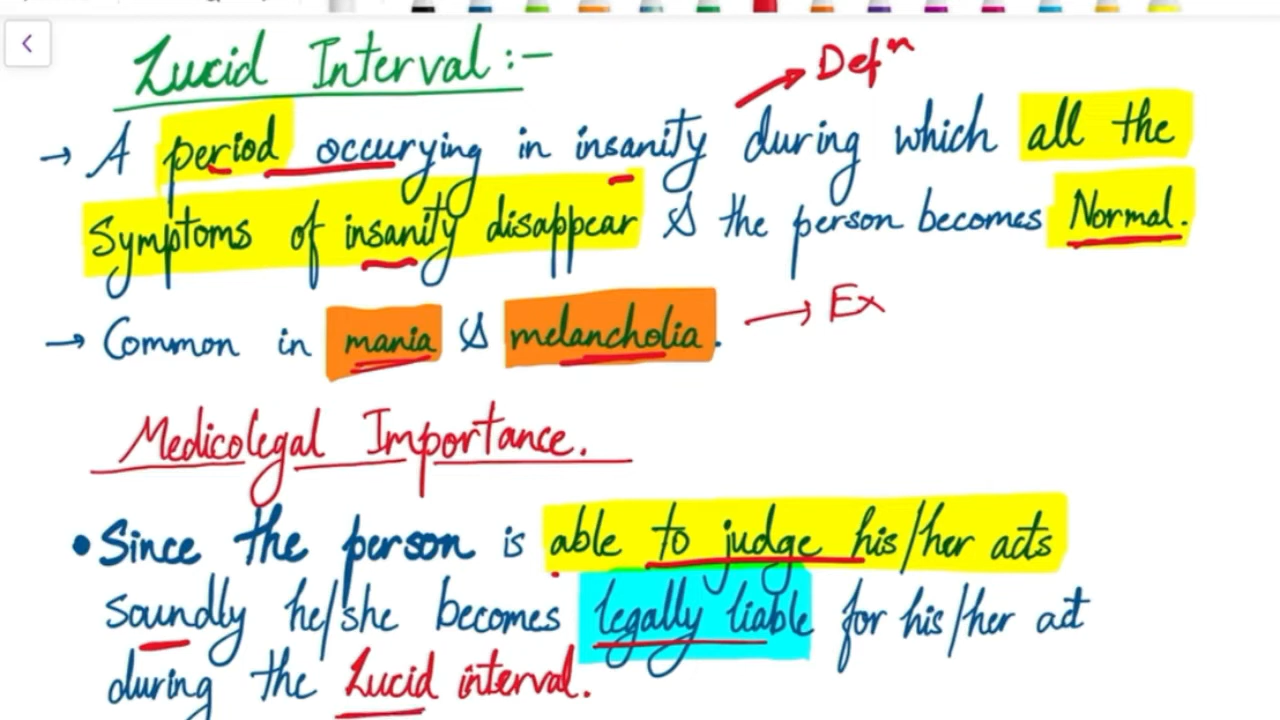 Lucid Interval :-
→ Defⁿ
→ A period occurying in insanity during which all the
Symptoms of insanity disappear & the person becomes Normal.
→ Common in mania & melancholia. → Ex
Medicolegal Importance.
• Since the person is able to judge his/her acts
soundly he/she becomes legally liable for his/her act
during the Lucid interval.